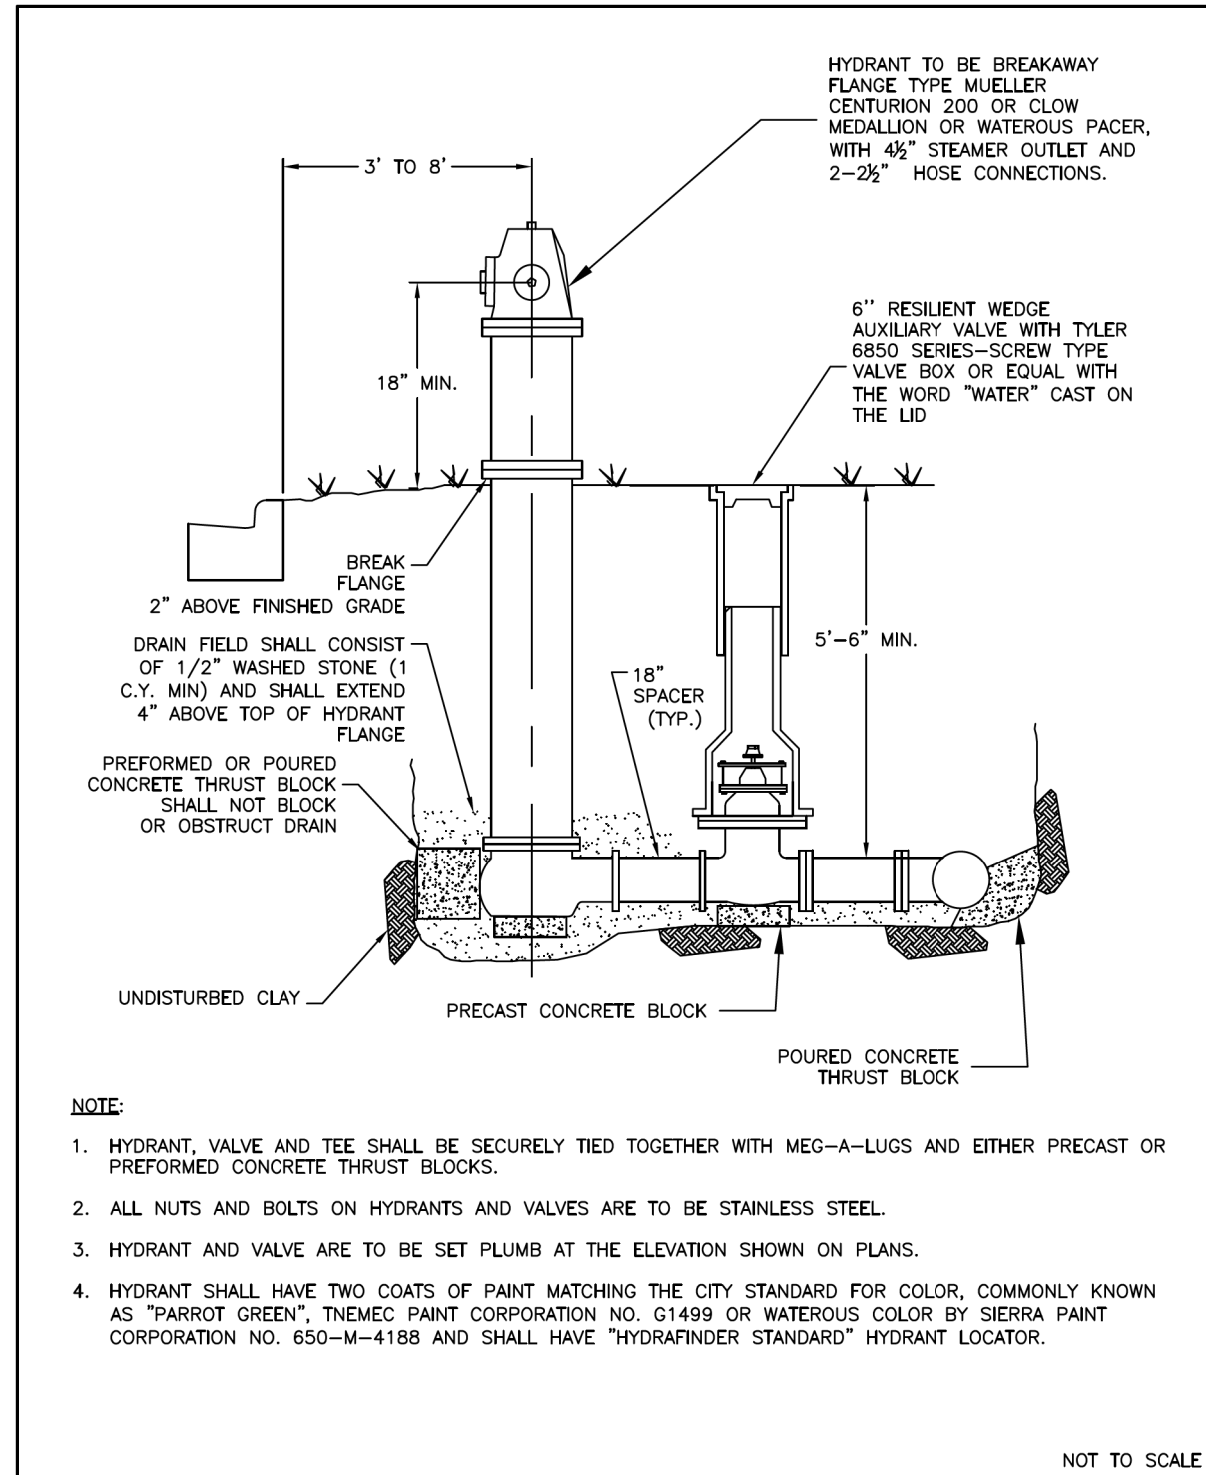 HYDRANT TO BE BREAKAWAY
FLANGE TYPE MUELLER
CENTURION 200 OR CLOW
MEDALLION OR WATEROUS PACER,
WITH 4½" STEAMER OUTLET AND
2-2½" HOSE CONNECTIONS.
3' TO 8'
6'' RESILIENT WEDGE
AUXILIARY VALVE WITH TYLER
6850 SERIES-SCREW TYPE
VALVE BOX OR EQUAL WITH
THE WORD "WATER" CAST ON
THE LID
18" MIN.
BREAK
FLANGE
2" ABOVE FINISHED GRADE
5'-6" MIN.
DRAIN FIELD SHALL CONSIST
OF 1/2" WASHED STONE (1
C.Y. MIN) AND SHALL EXTEND
4" ABOVE TOP OF HYDRANT
FLANGE
18"
SPACER
(TYP.)
PREFORMED OR POURED
CONCRETE THRUST BLOCK
SHALL NOT BLOCK
OR OBSTRUCT DRAIN
UNDISTURBED CLAY
PRECAST CONCRETE BLOCK
POURED CONCRETE
THRUST BLOCK
NOTE:
1. HYDRANT, VALVE AND TEE SHALL BE SECURELY TIED TOGETHER WITH MEG-A-LUGS AND EITHER PRECAST OR
PREFORMED CONCRETE THRUST BLOCKS.
2. ALL NUTS AND BOLTS ON HYDRANTS AND VALVES ARE TO BE STAINLESS STEEL.
3. HYDRANT AND VALVE ARE TO BE SET PLUMB AT THE ELEVATION SHOWN ON PLANS.
4. HYDRANT SHALL HAVE TWO COATS OF PAINT MATCHING THE CITY STANDARD FOR COLOR, COMMONLY KNOWN
AS "PARROT GREEN", TNEMEC PAINT CORPORATION NO. G1499 OR WATEROUS COLOR BY SIERRA PAINT
CORPORATION NO. 650-M-4188 AND SHALL HAVE "HYDRAFINDER STANDARD" HYDRANT LOCATOR.
NOT TO SCALE